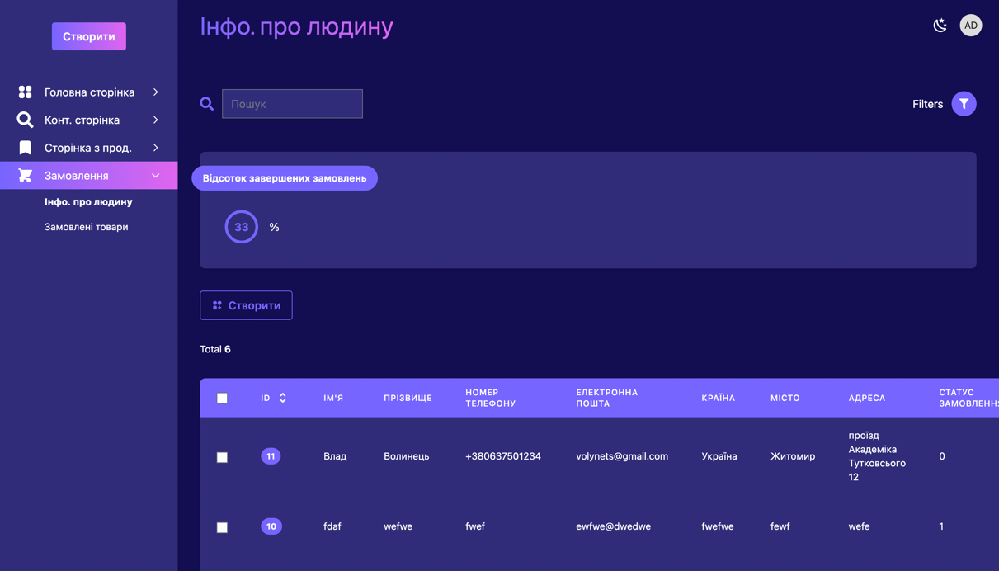 Створити
Інфо. про людину
AD
Головна сторінка
Конт. сторінка
Сторінка з прод.
Замовлення
Інфо. про людину
Замовлені товари
Пошук
Filters
Відсоток завершених замовлень
33 %
Створити
Total 6
ID ІМ'Я ПРІЗВИЩЕ НОМЕР ТЕЛЕФОНУ ЕЛЕКТРОННА ПОШТА КРАЇНА МІСТО АДРЕСА СТАТУС ЗАМОВЛЕННЯ
11 Влад Волинець +380637501234 volynets@gmail.com Україна Житомир проїзд Академіка Тутковсього 12 0
10 fdaf wefwe fwef ewfwe@dwedwe fwefwe fewf wefe 1